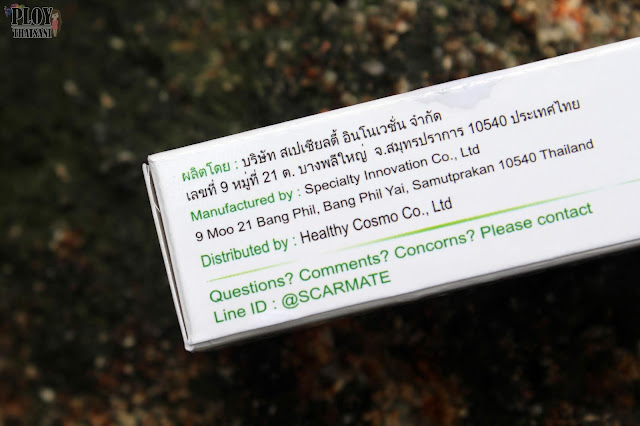 PLOY
THAISASI
ผลิตโดย : บริษัท สเปเชียลตี้ อินโนเวชั่น จำกัด
เลขที่ 9 หมู่ที่ 21 ต. บางพลีใหญ่ จ.สมุทรปราการ 10540 ประเทศไทย
Manufactured by : Specialty Innovation Co., Ltd
9 Moo 21 Bang Phil, Bang Phil Yai, Samutprakan 10540 Thailand
Distributed by : Healthy Cosmo Co., Ltd
Questions? Comments? Concorns? Please contact
Line ID : @SCARMATE